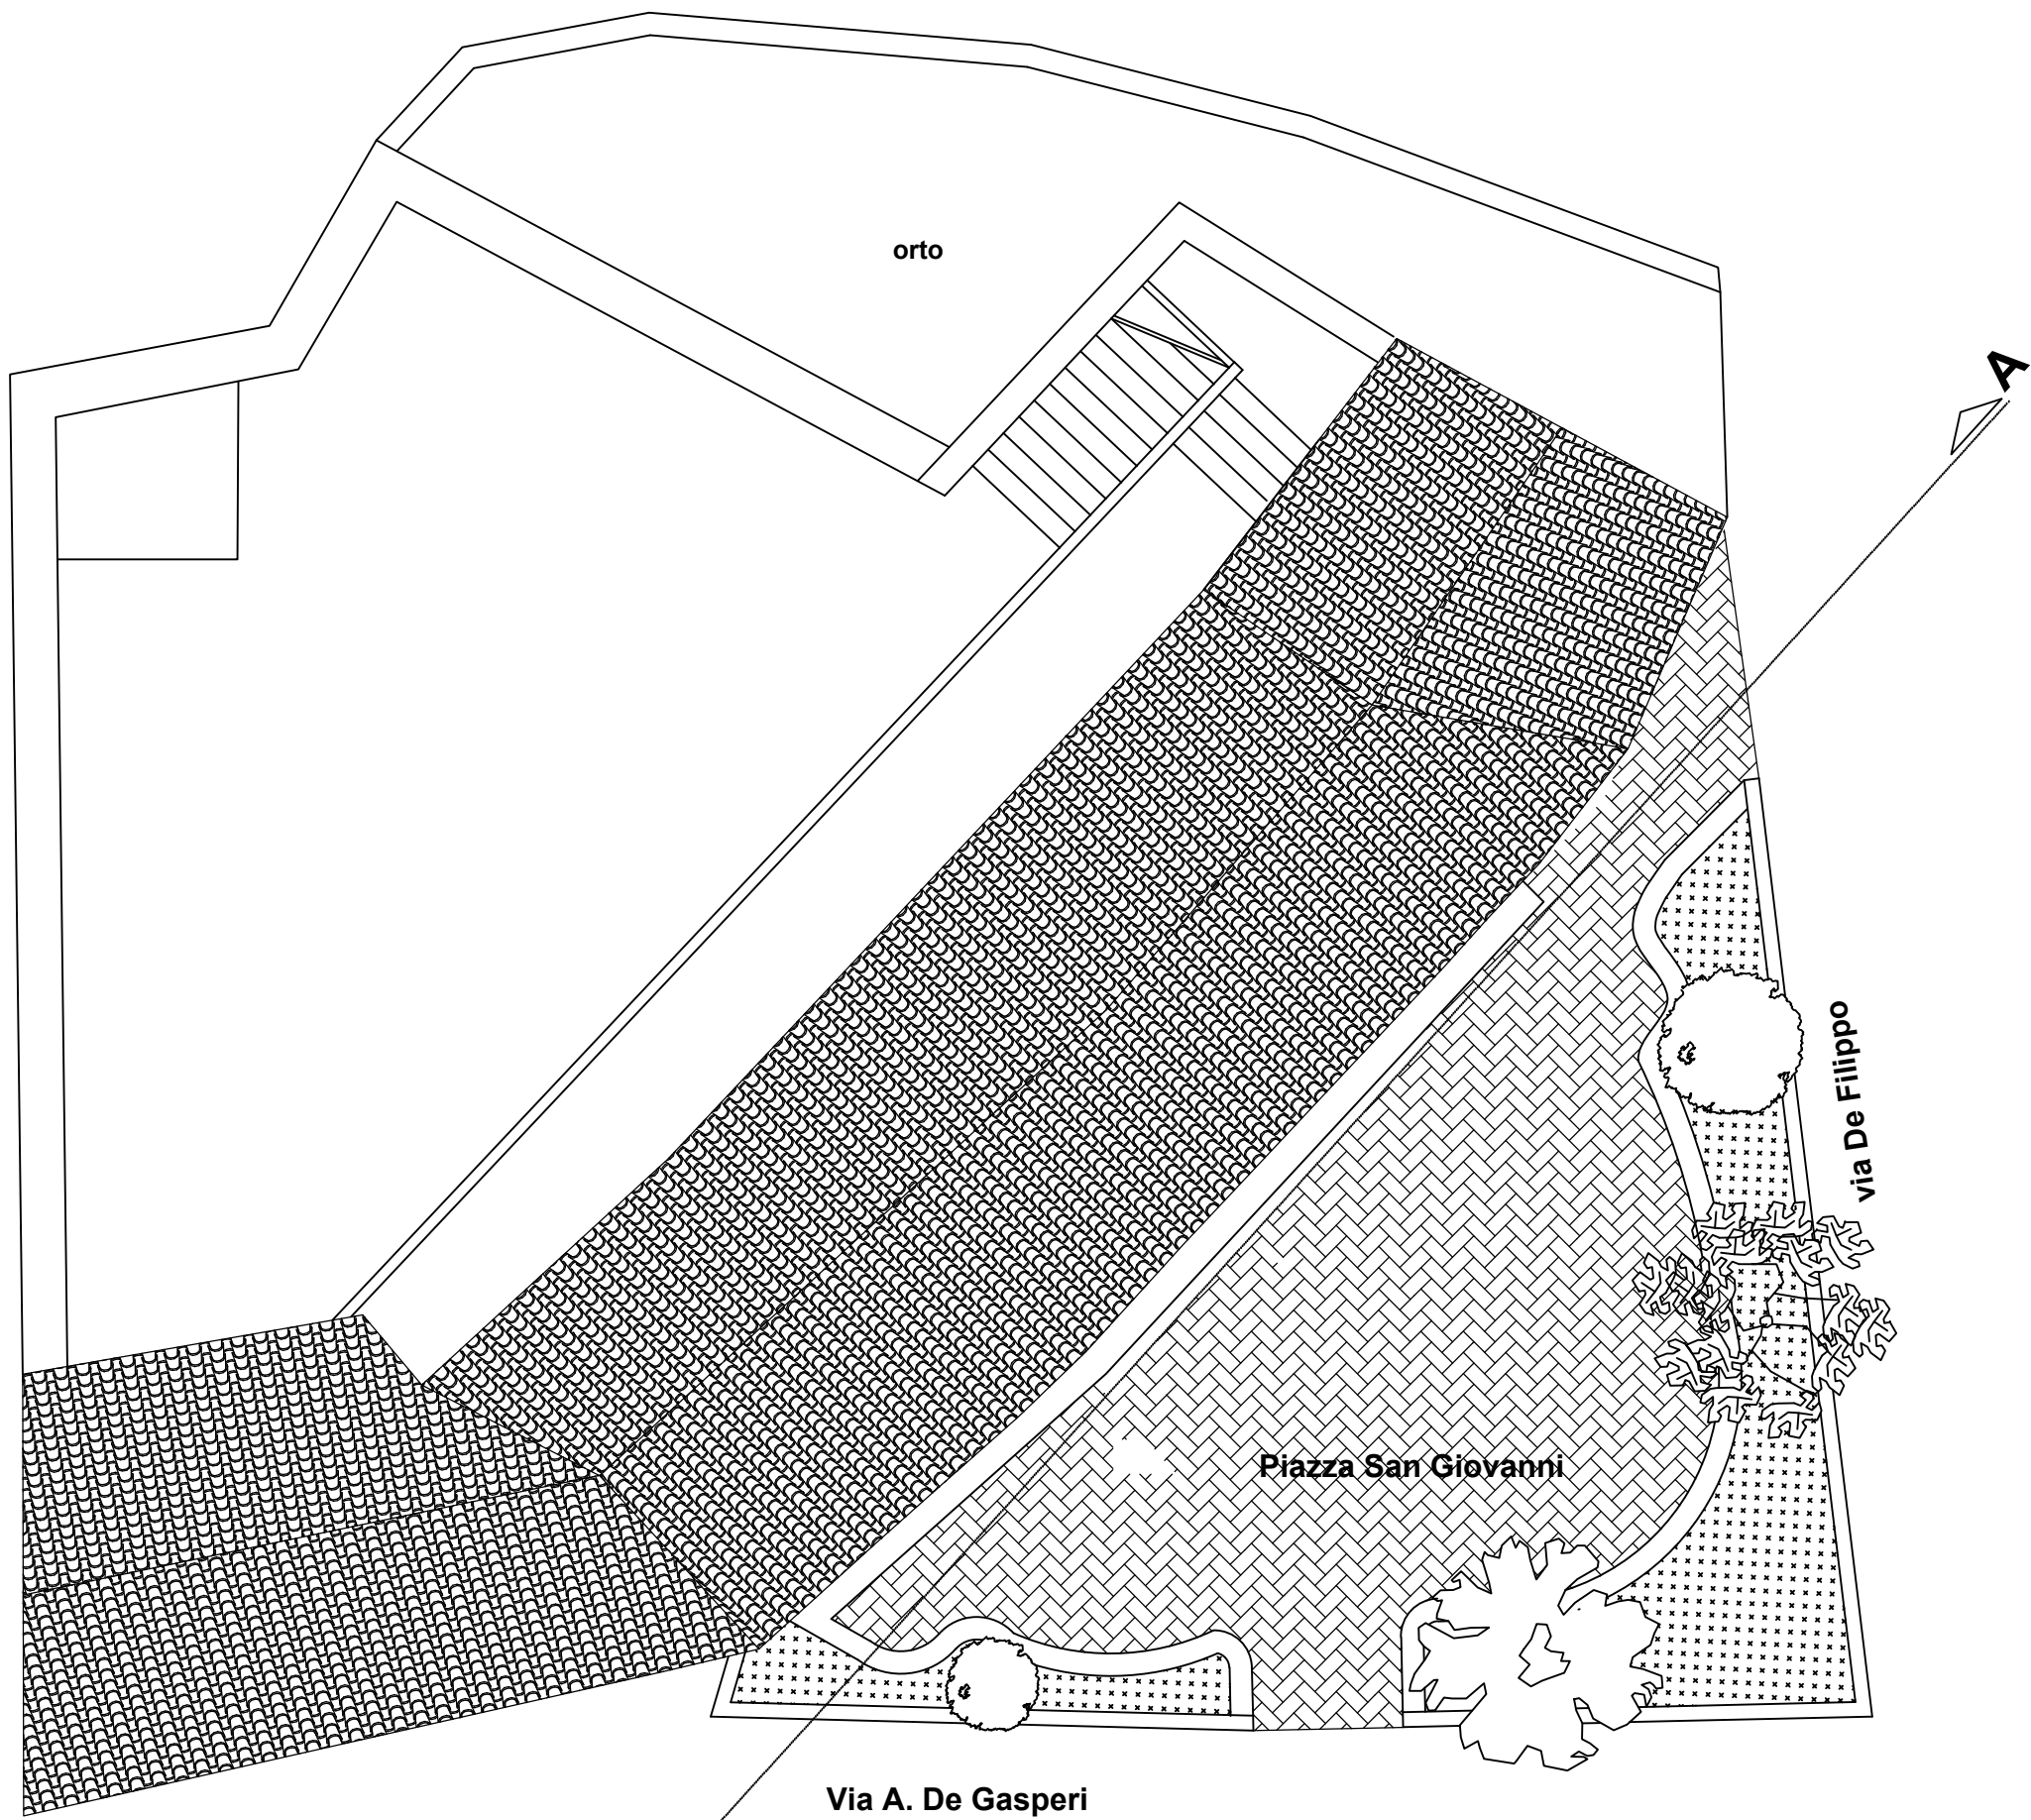 orto
A
via De Filippo
Piazza San Giovanni
Via A. De Gasperi